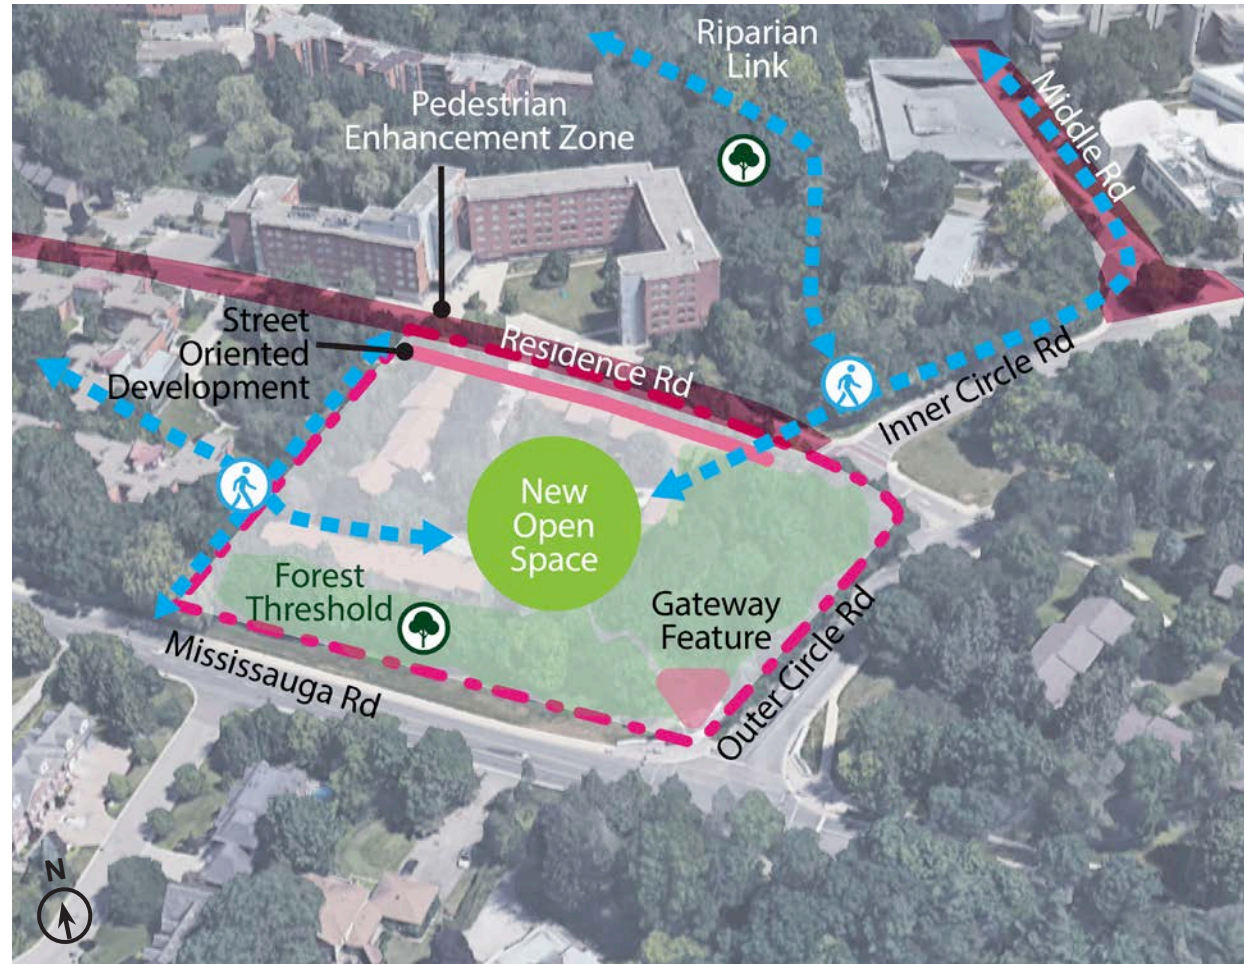 Riparian
Link
Pedestrian
Enhancement Zone
Middle Rd
Street
Oriented
Development
Residence Rd
Inner Circle Rd
New
Open
Space
Forest
Threshold
Gateway
Feature
Mississauga Rd
Outer Circle Rd
N